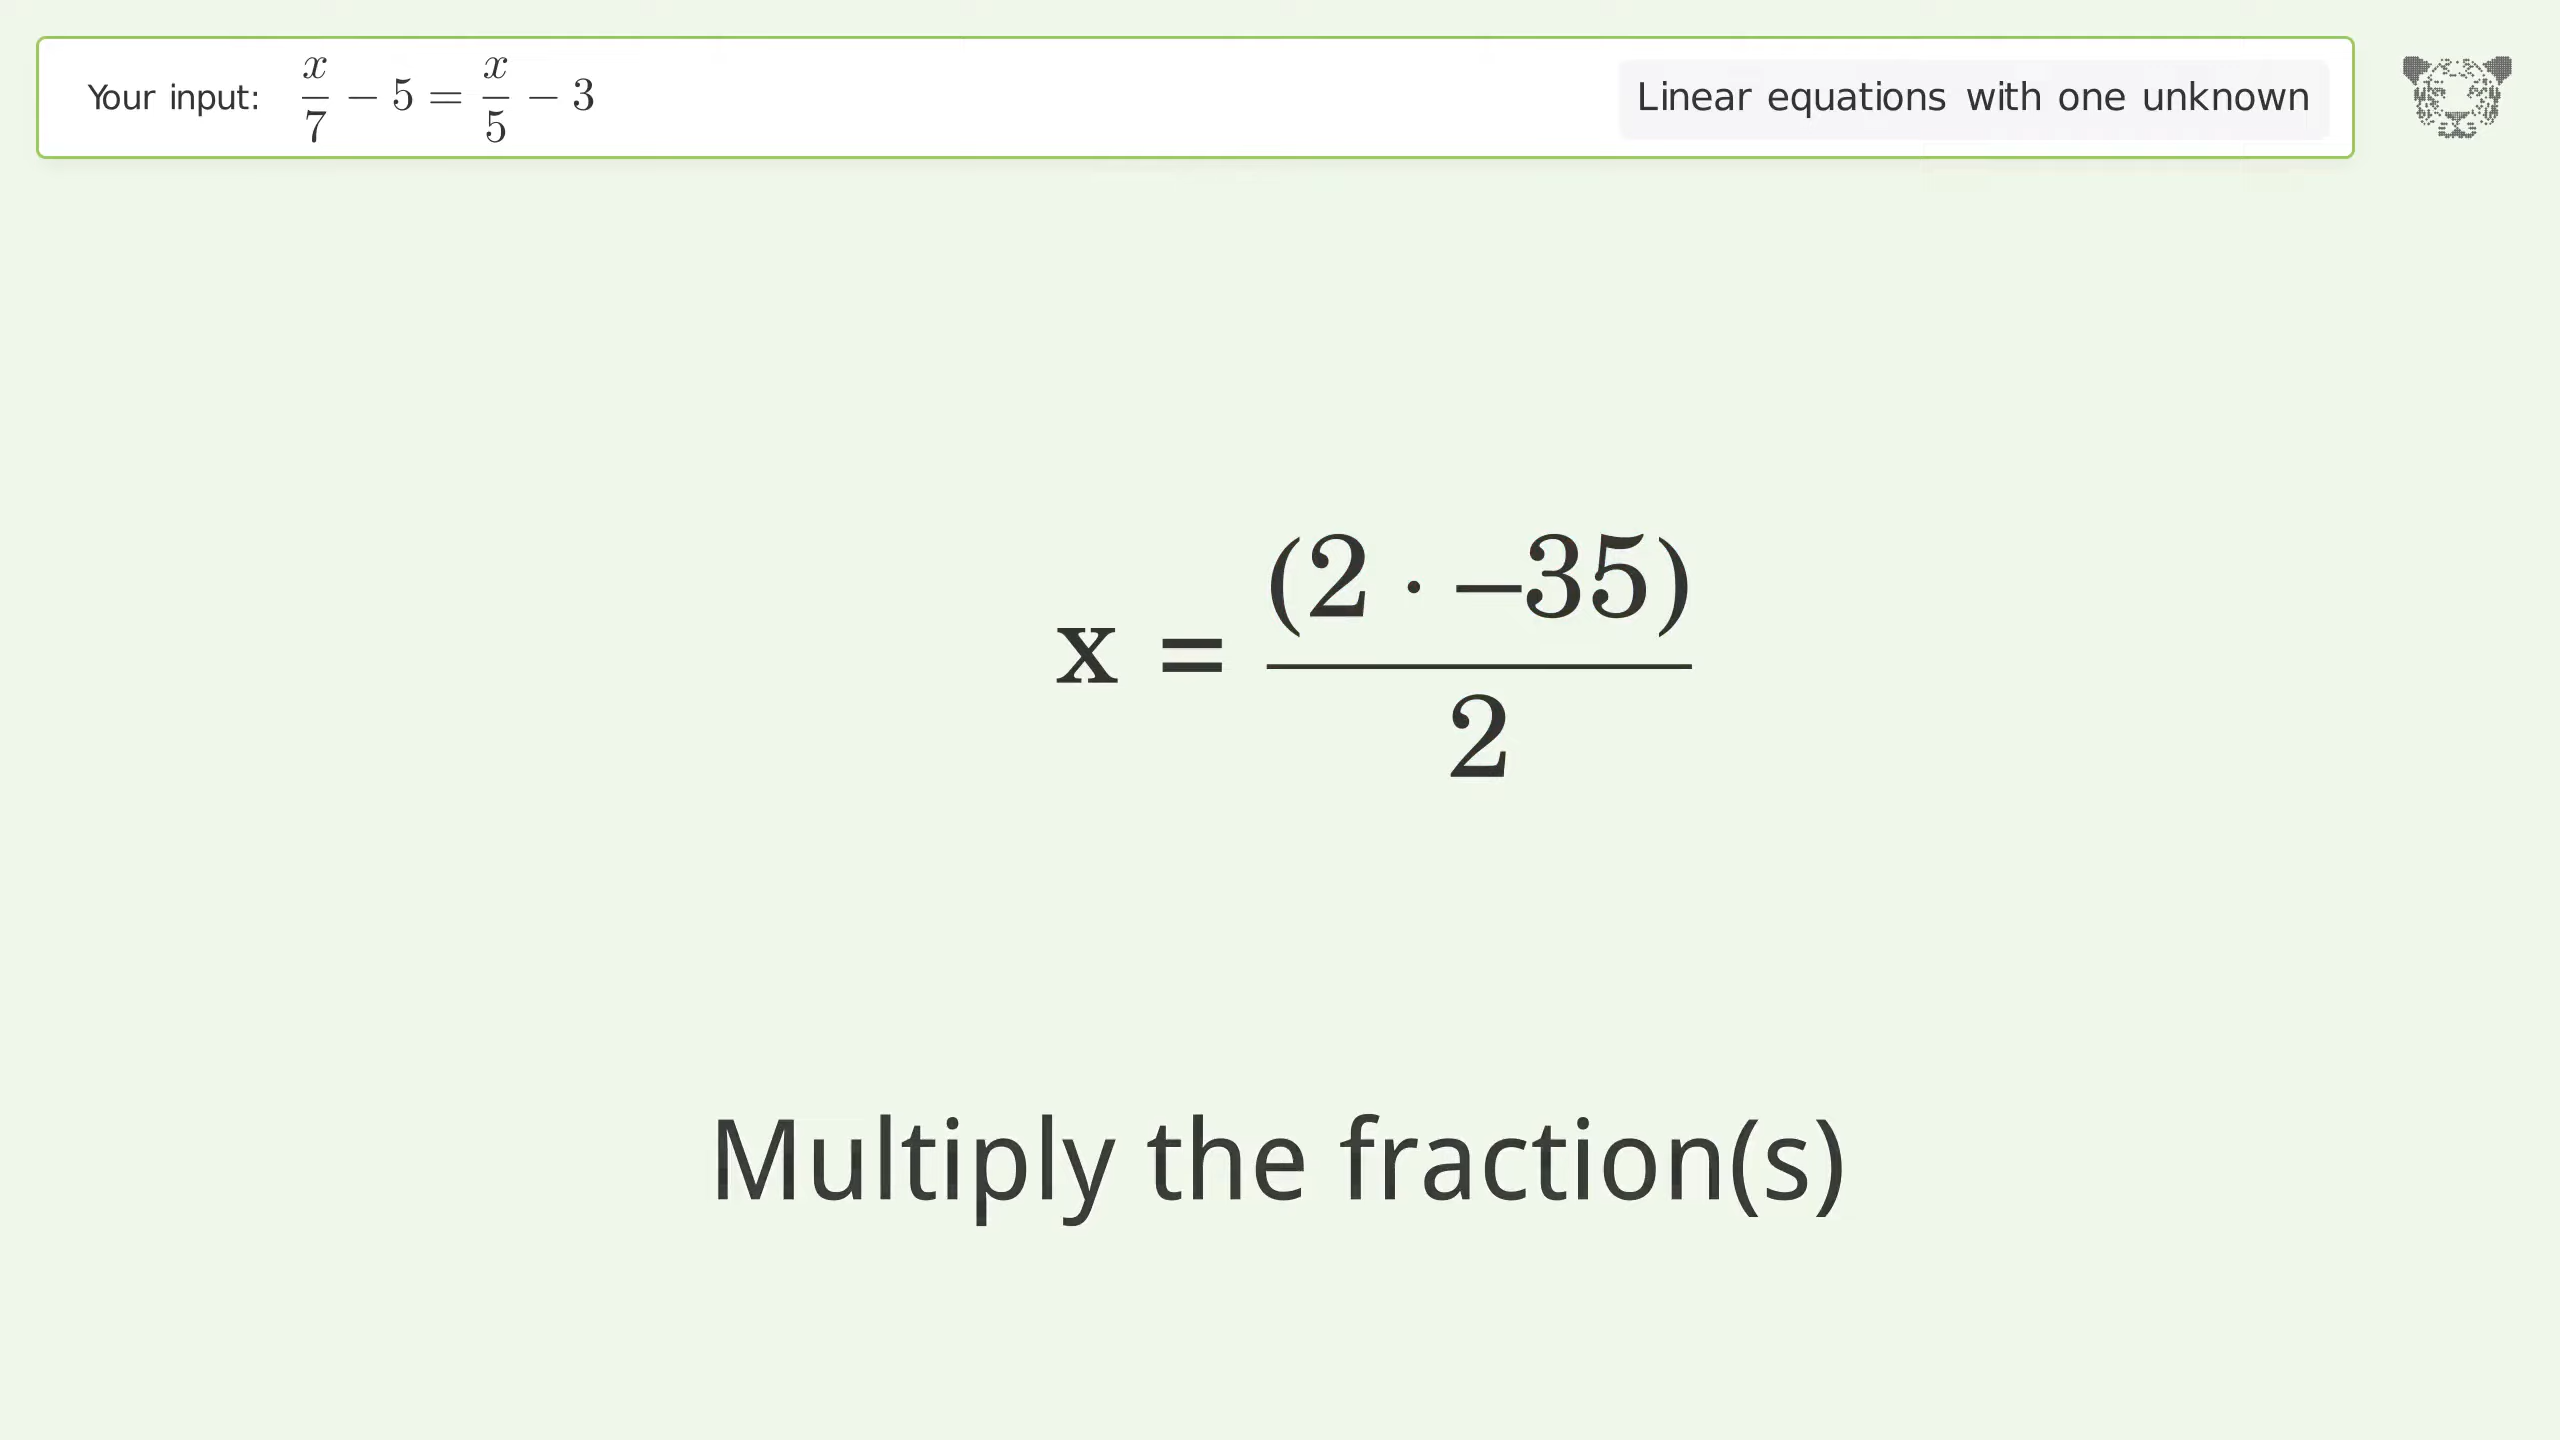 Your input: x/7 − 5 = x/5 − 3
Linear equations with one unknown
x = (2 · −35)/2
Multiply the fraction(s)